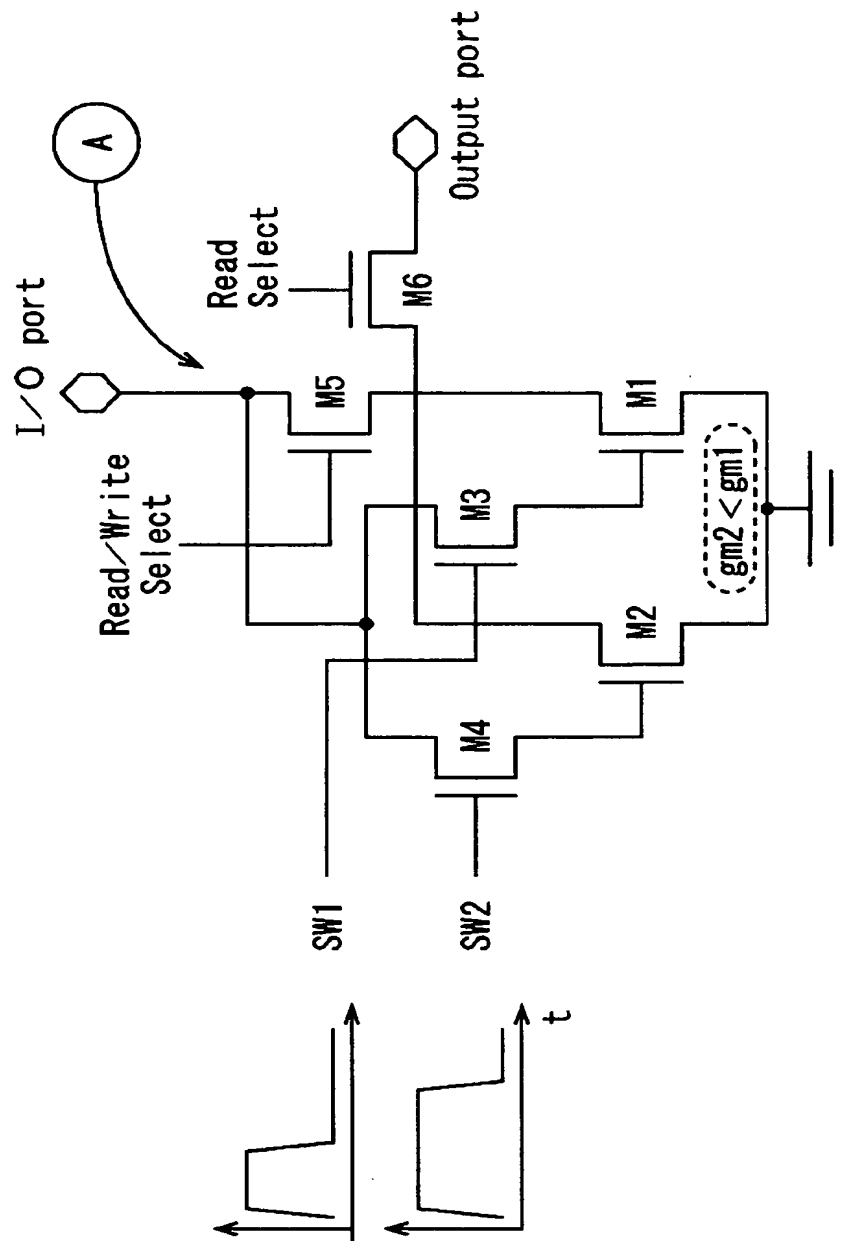 A
I/O port
Read/Write
Select
Read
Select
Output port
M5
M6
M3
M4
M1
M2
gm2 < gm1
SW1
SW2
t